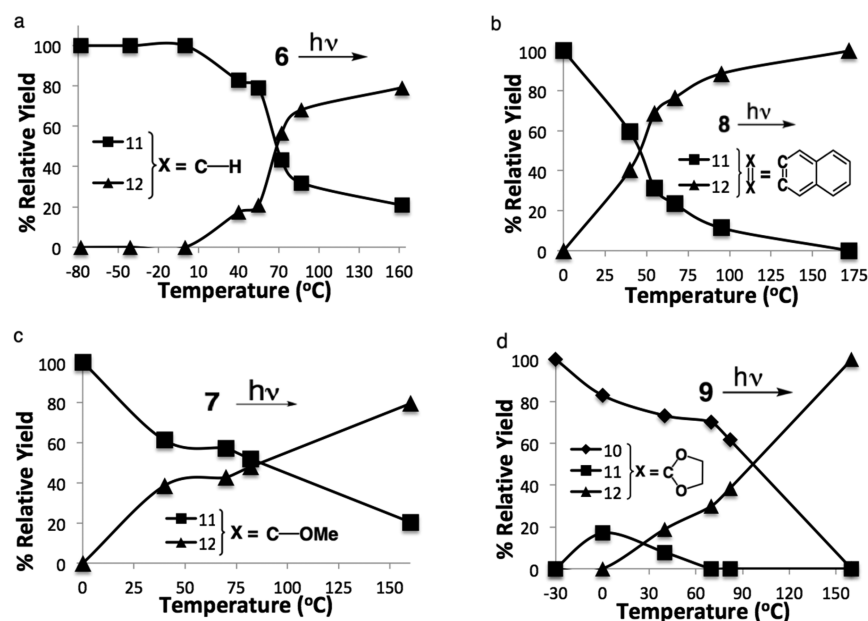 a
% Relative Yield
100
80
60
40
20
0
6 hν
11
12
X = C—H
-80 -50 -20 10 40 70 100 130 160
Temperature (ºC)
b
% Relative Yield
100
80
60
40
20
0
8 hν
11
12
X
X
=
C
C
0 25 50 75 100 125 150 175
Temperature (ºC)
c
% Relative Yield
100
80
60
40
20
0
7 hν
11
12
X = C—OMe
0 25 50 75 100 125 150
Temperature (ºC)
d
% Relative Yield
100
80
60
40
20
0
9 hν
10
11
12
X = C
O
O
-30 0 30 60 90 120 150
Temperature (ºC)